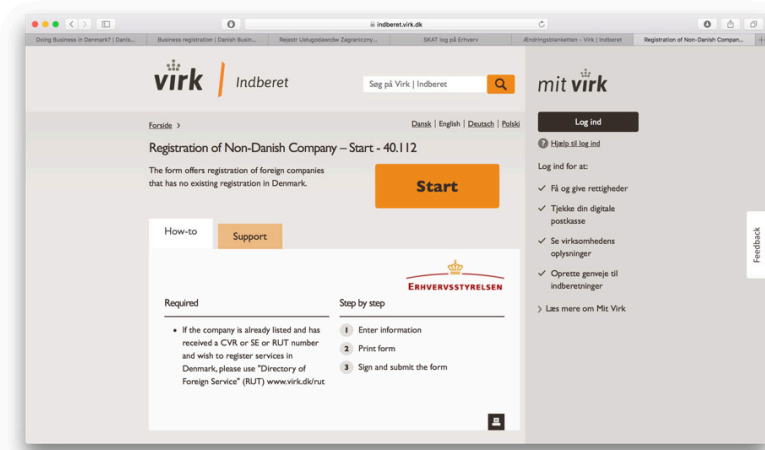 indberet.virk.dk
Doing Business in Denmark? | Danis...
Business registration | Danish Busin...
Rejestr Usługodawców Zagraniczny...
SKAT log på Erhverv
Ændringsblanketten - Virk | Indberet
Registration of Non-Danish Compan...
virk
Indberet
Søg på Virk | Indberet
mit virk
Forside >
Dansk | English | Deutsch | Polski
Log ind
? Hjælp til log ind
Registration of Non-Danish Company – Start - 40.112
The form offers registration of foreign companies
that has no existing registration in Denmark.
Start
Log ind for at:
Få og give rettigheder
Tjekke din digitale
postkasse
Se virksomhedens
oplysninger
Oprette genveje til
indberetninger
> Læs mere om Mit Virk
Feedback
How-to
Support
ERHVERVSSTYRELSEN
Required
• If the company is already listed and has
received a CVR or SE or RUT number
and wish to register services in
Denmark, please use "Directory of
Foreign Service" (RUT) www.virk.dk/rut
Step by step
1 Enter information
2 Print form
3 Sign and submit the form